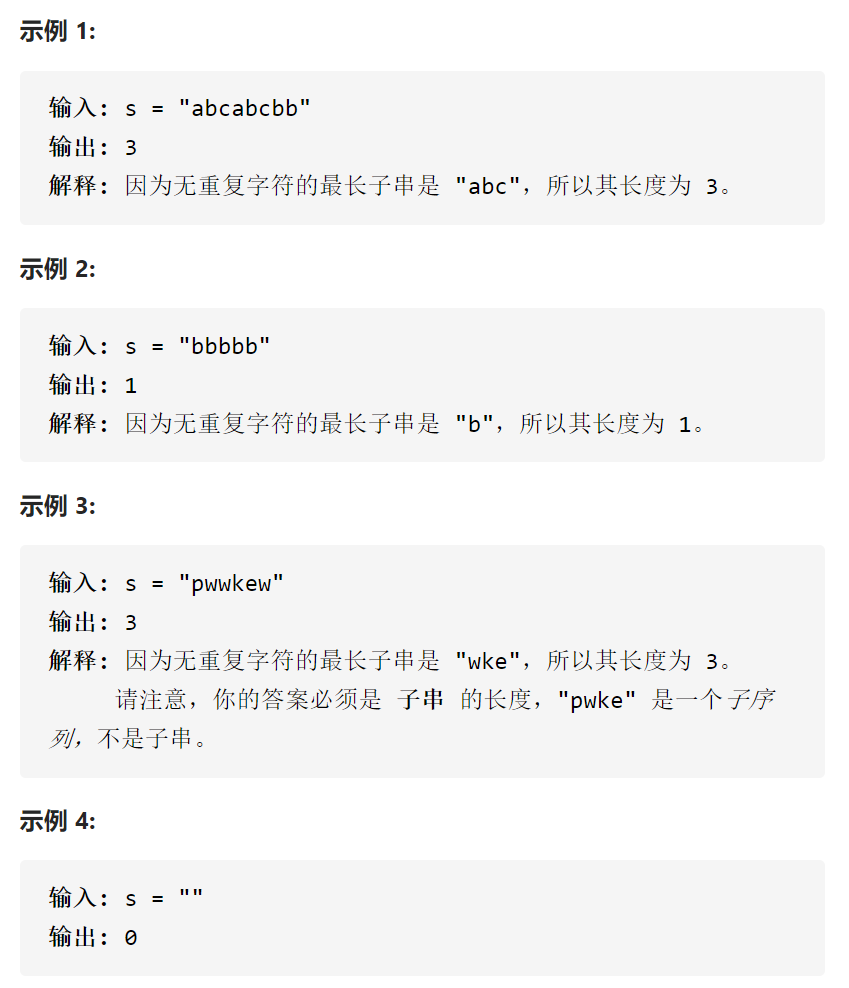 示例 1:
输入: s = "abcabcbb"
输出: 3
解释: 因为无重复字符的最长子串是 "abc"，所以其长度为 3。
示例 2:
输入: s = "bbbbb"
输出: 1
解释: 因为无重复字符的最长子串是 "b"，所以其长度为 1。
示例 3:
输入: s = "pwwkew"
输出: 3
解释: 因为无重复字符的最长子串是 "wke"，所以其长度为 3。
请注意，你的答案必须是 子串 的长度，"pwke" 是一个子序
列，不是子串。
示例 4:
输入: s = ""
输出: 0